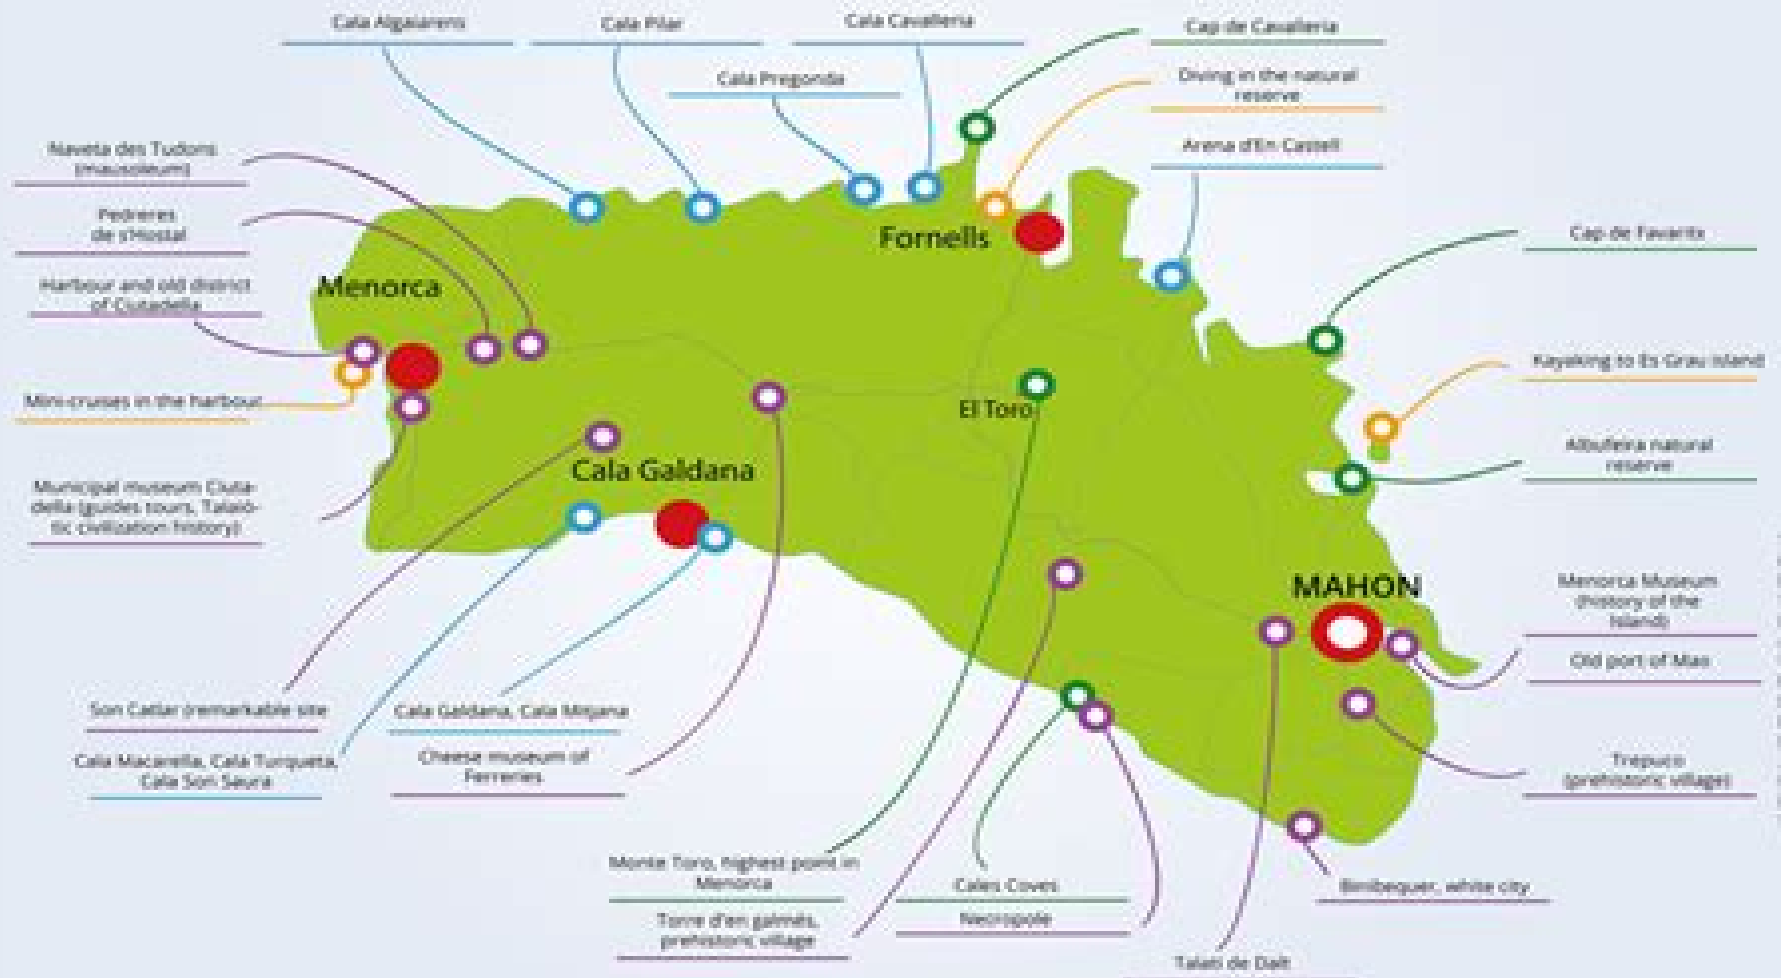 Cala Algaiarens
Cala Pilar
Cala Cavalleria
Cap de Cavalleria
Cala Pregonda
Diving in the natural
reserve
Arena d'En Castell
Naveta des Tudons
(mausoleum)
Pedreres
de s'Hostal
Harbour and old district
of Ciutadella
Mini-cruises in the harbour
Municipal museum Ciuta-
della (guides tours, Talaïo-
tic civilization history)
Menorca
Fornells
Cap de Favaritx
Kayaking to Es Grau island
El Toro
Cala Galdana
Albufeira natural
reserve
MAHON
Menorca Museum
(history of the
Island)
Old port of Mao
Son Catlar (remarkable site
Cala Galdana, Cala Mitjana
Cala Macarella, Cala Turqueta,
Cala Son Saura
Cheese museum of
Ferreries
Trepuco
(prehistoric village)
Monte Toro, highest point in
Menorca
Cales Coves
Binibequer, white city
Torre d'en galmés,
prehistoric village
Necropole
Talati de Dalt